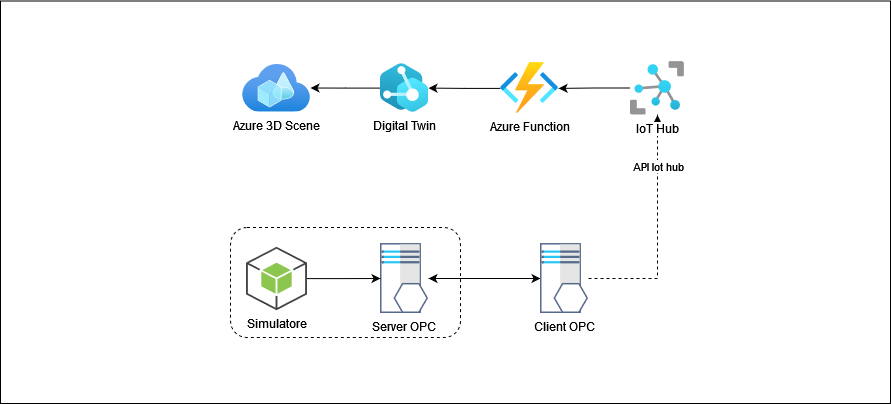 Azure 3D Scene
Digital Twin
Azure Function
IoT Hub
API Iot hub
Simulatore
Server OPC
Client OPC